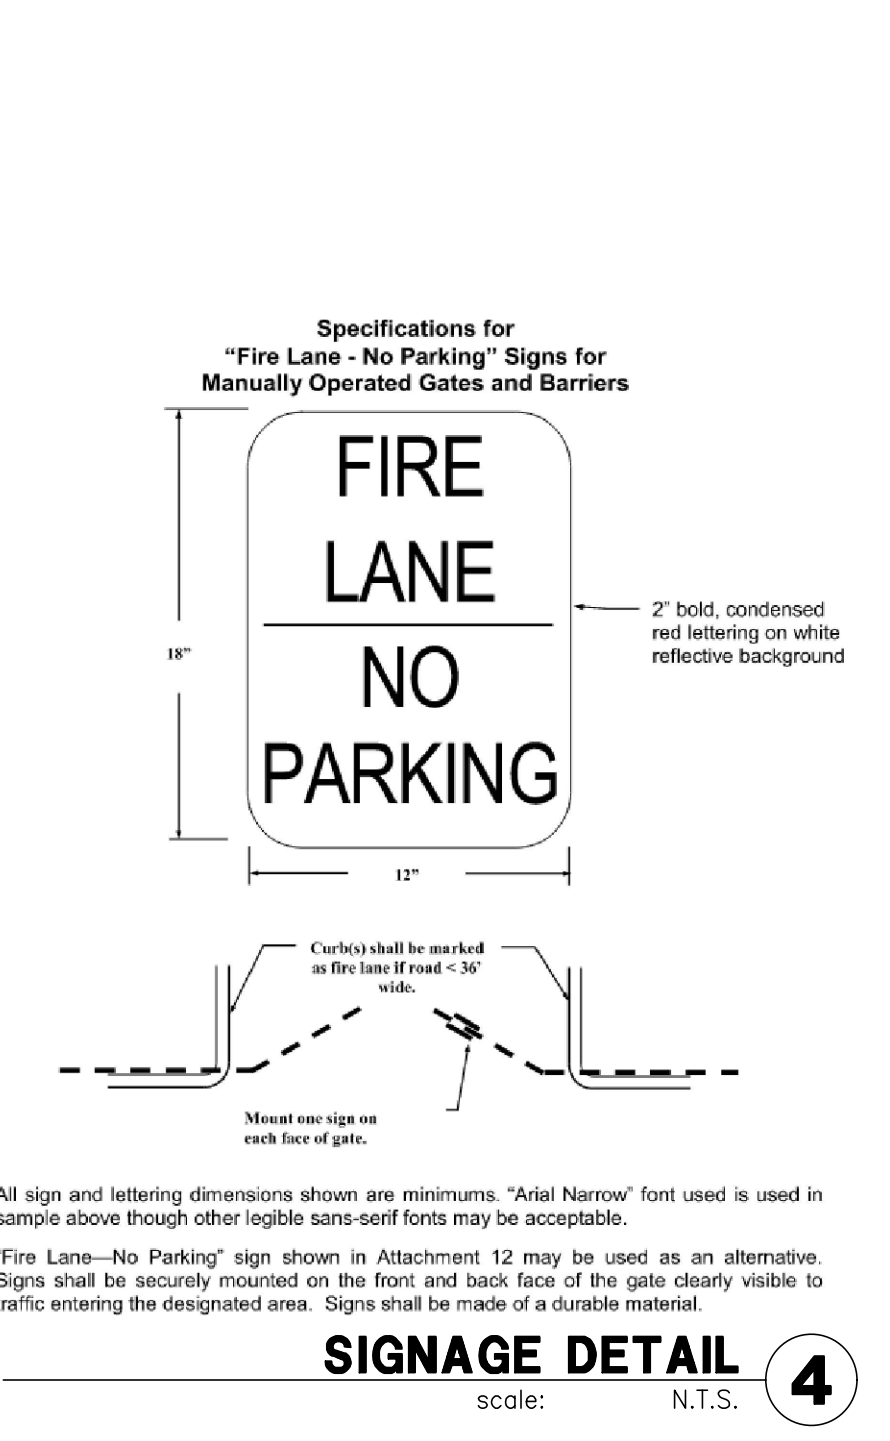 Specifications for
“Fire Lane - No Parking” Signs for
Manually Operated Gates and Barriers
FIRE
LANE
NO
PARKING
18”
2” bold, condensed
red lettering on white
reflective background
12”
Curb(s) shall be marked
as fire lane if road < 36’
wide.
Mount one sign on
each face of gate.
All sign and lettering dimensions shown are minimums. “Arial Narrow” font used is used in
sample above though other legible sans-serif fonts may be acceptable.
“Fire Lane—No Parking” sign shown in Attachment 12 may be used as an alternative.
Signs shall be securely mounted on the front and back face of the gate clearly visible to
traffic entering the designated area. Signs shall be made of a durable material.
SIGNAGE DETAIL
4
scale: N.T.S.